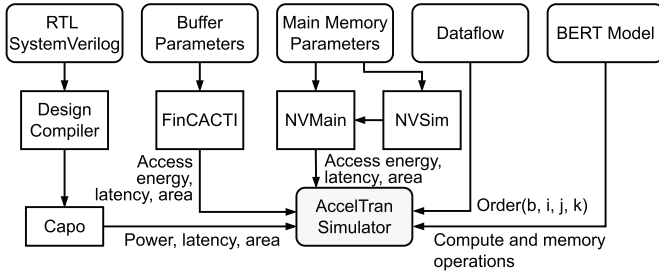 RTL
SystemVerilog
Buffer
Parameters
Main Memory
Parameters
Dataflow
BERT Model
Design
Compiler
FinCACTI
NVMain
NVSim
Access
energy,
latency, area
Access energy,
latency, area
Capo
AccelTran
Simulator
Order(b, i, j, k)
Power, latency, area
Compute and memory
operations